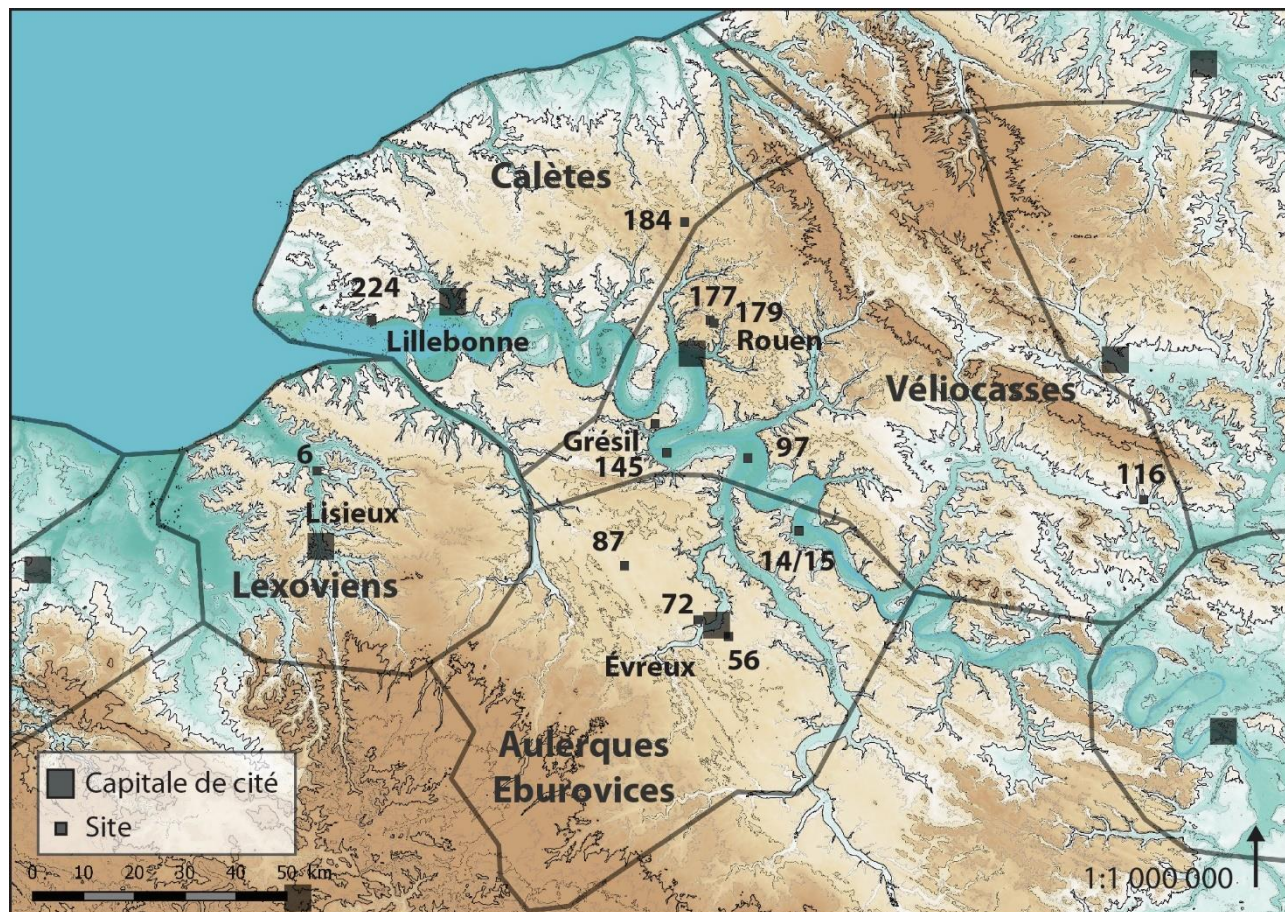 Calètes
184
224
177
179
Lillebonne
Rouen
Véliocasses
Grésil
145
97
6
116
Lisieux
87
14/15
Lexoviens
72
Évreux
56
Aulerques
Eburovices
Capitale de cité
Site
0 10 20 30 40 50 km
1:1 000 000